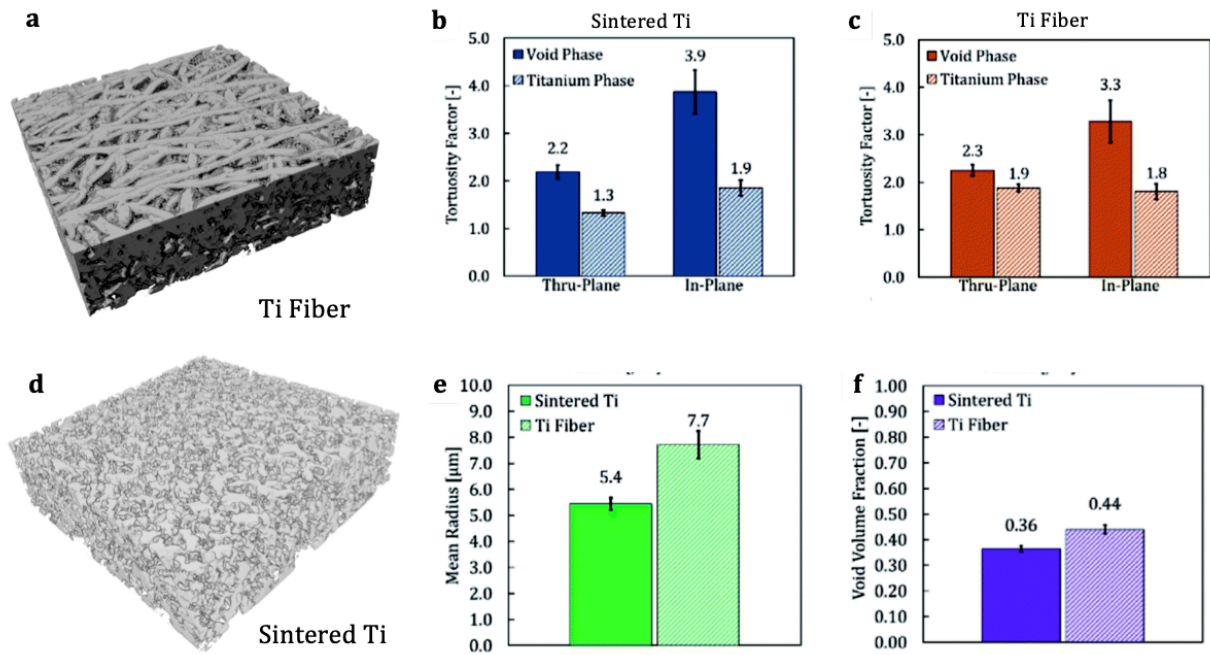 a
Ti Fiber
b
Sintered Ti
Tortuosity Factor [-]
5.0
4.0
3.0
2.0
1.0
0.0
Void Phase
Titanium Phase
2.2
1.3
3.9
1.9
Thru-Plane
In-Plane
c
Ti Fiber
Tortuosity Factor [-]
5.0
4.0
3.0
2.0
1.0
0.0
Void Phase
Titanium Phase
2.3
1.9
3.3
1.8
Thru-Plane
In-Plane
d
Sintered Ti
e
Mean Radius [μm]
10.0
9.0
8.0
7.0
6.0
5.0
4.0
3.0
2.0
1.0
0.0
Sintered Ti
Ti Fiber
5.4
7.7
f
Void Volume Fraction [-]
1.00
0.90
0.80
0.70
0.60
0.50
0.40
0.30
0.20
0.10
0.00
Sintered Ti
Ti Fiber
0.36
0.44